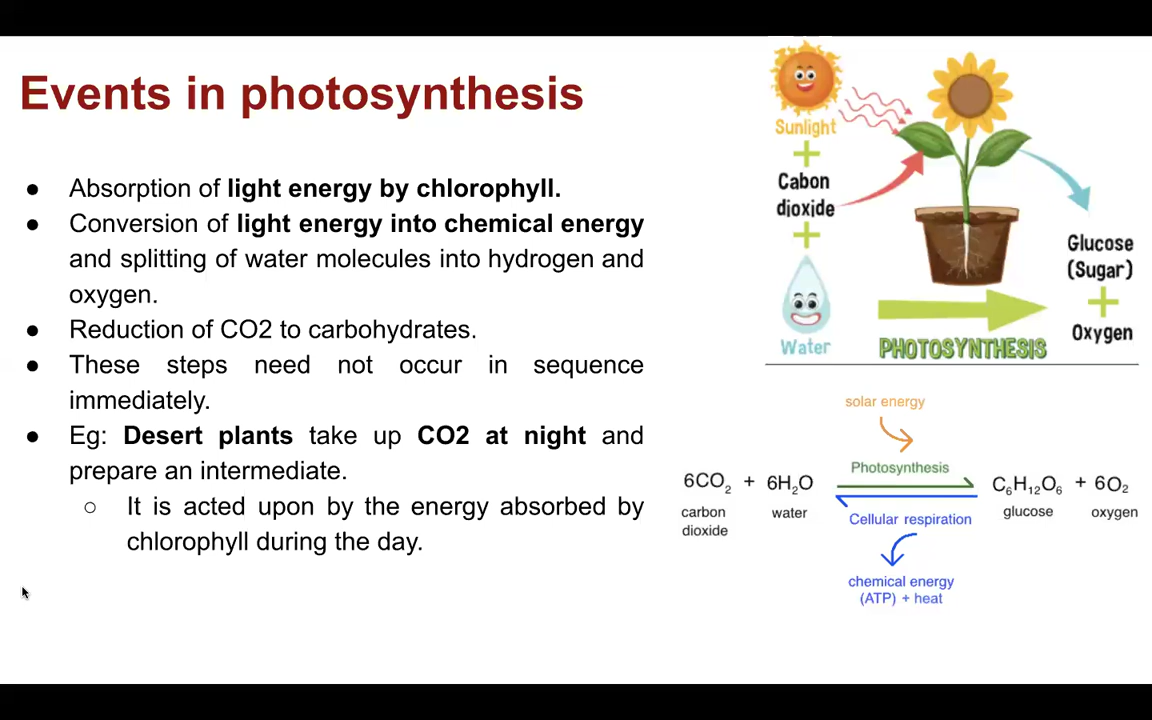 Events in photosynthesis
● Absorption of light energy by chlorophyll.
● Conversion of light energy into chemical energy
and splitting of water molecules into hydrogen and
oxygen.
● Reduction of CO2 to carbohydrates.
● These steps need not occur in sequence
immediately.
● Eg: Desert plants take up CO2 at night and
prepare an intermediate.
○ It is acted upon by the energy absorbed by
chlorophyll during the day.
Sunlight
+
Cabon
dioxide
+
Water
PHOTOSYNTHESIS
Glucose
(Sugar)
+
Oxygen
solar energy
Photosynthesis
6CO₂ + 6H₂O C₆H₁₂O₆ + 6O₂
carbon
dioxide
water
glucose
oxygen
Cellular respiration
chemical energy
(ATP) + heat